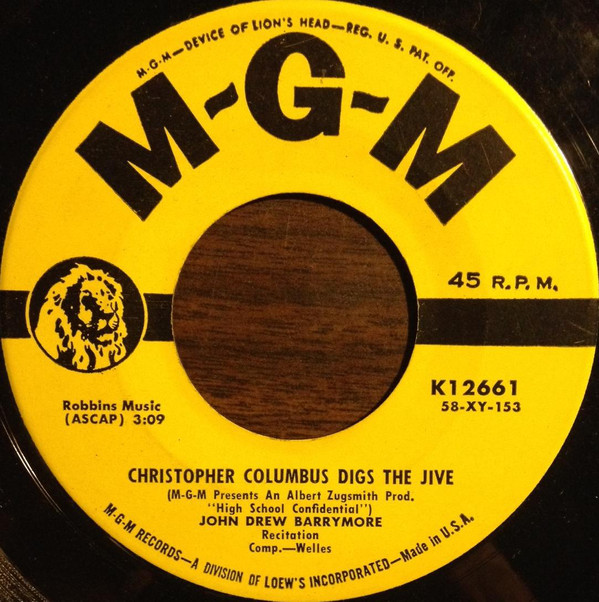 M-G-M—DEVICE OF LION'S HEAD—REG. U. S. PAT. OFF.
M-G-M
45 R.P.M.
K12661
58-XY-153
Robbins Music
(ASCAP) 3:09
CHRISTOPHER COLUMBUS DIGS THE JIVE
(M-G-M Presents An Albert Zugsmith Prod.
"High School Confidential")
JOHN DREW BARRYMORE
Recitation
Comp.—Welles
M-G-M RECORDS—A DIVISION OF LOEW'S INCORPORATED—Made in U.S.A.